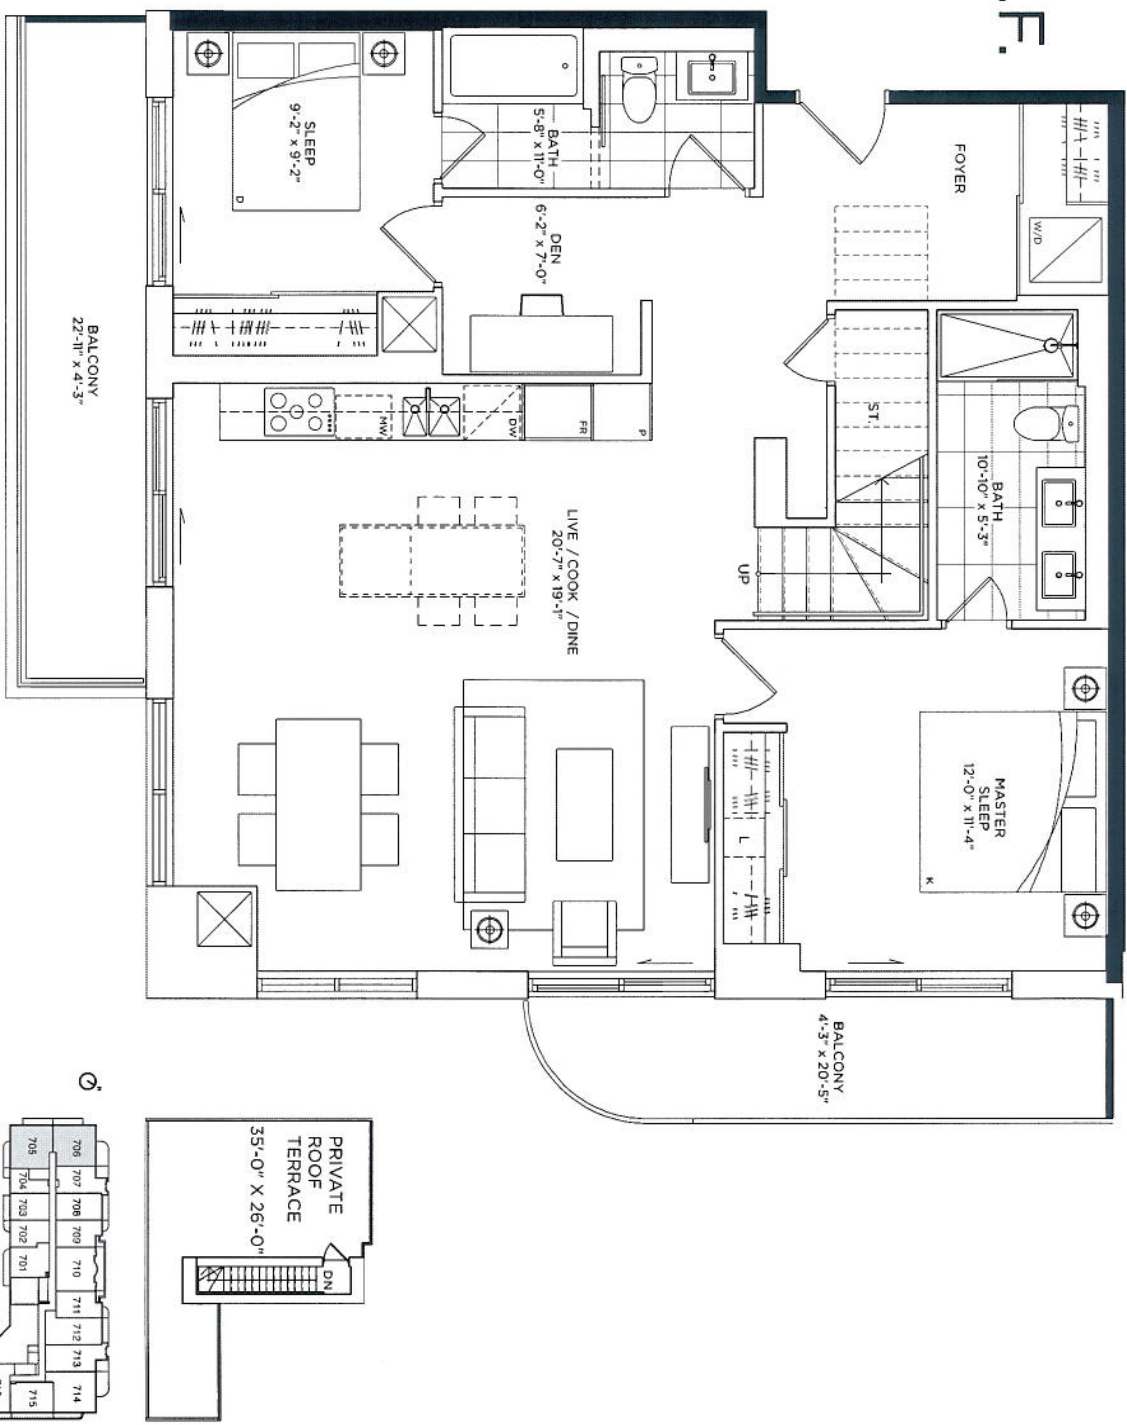 F.
FOYER
W/D
BATH
5'-8" x 11'-0"
SLEEP
9'-2" x 9'-2"
D
DEN
6'-2" x 7'-0"
BALCONY
22'-11" x 4'-3"
ST.
BATH
10'-10" x 5'-3"
UP
MW
DW
FR
P
LIVE / COOK / DINE
20'-7" x 19'-1"
MASTER
SLEEP
12'-0" x 11'-4"
K
L
BALCONY
4'-3" x 20'-5"
PRIVATE
ROOF
TERRACE
35'-0" X 26'-0"
DN
706
707
708
709
710
711
712
713
714
705
704
703
702
701
715